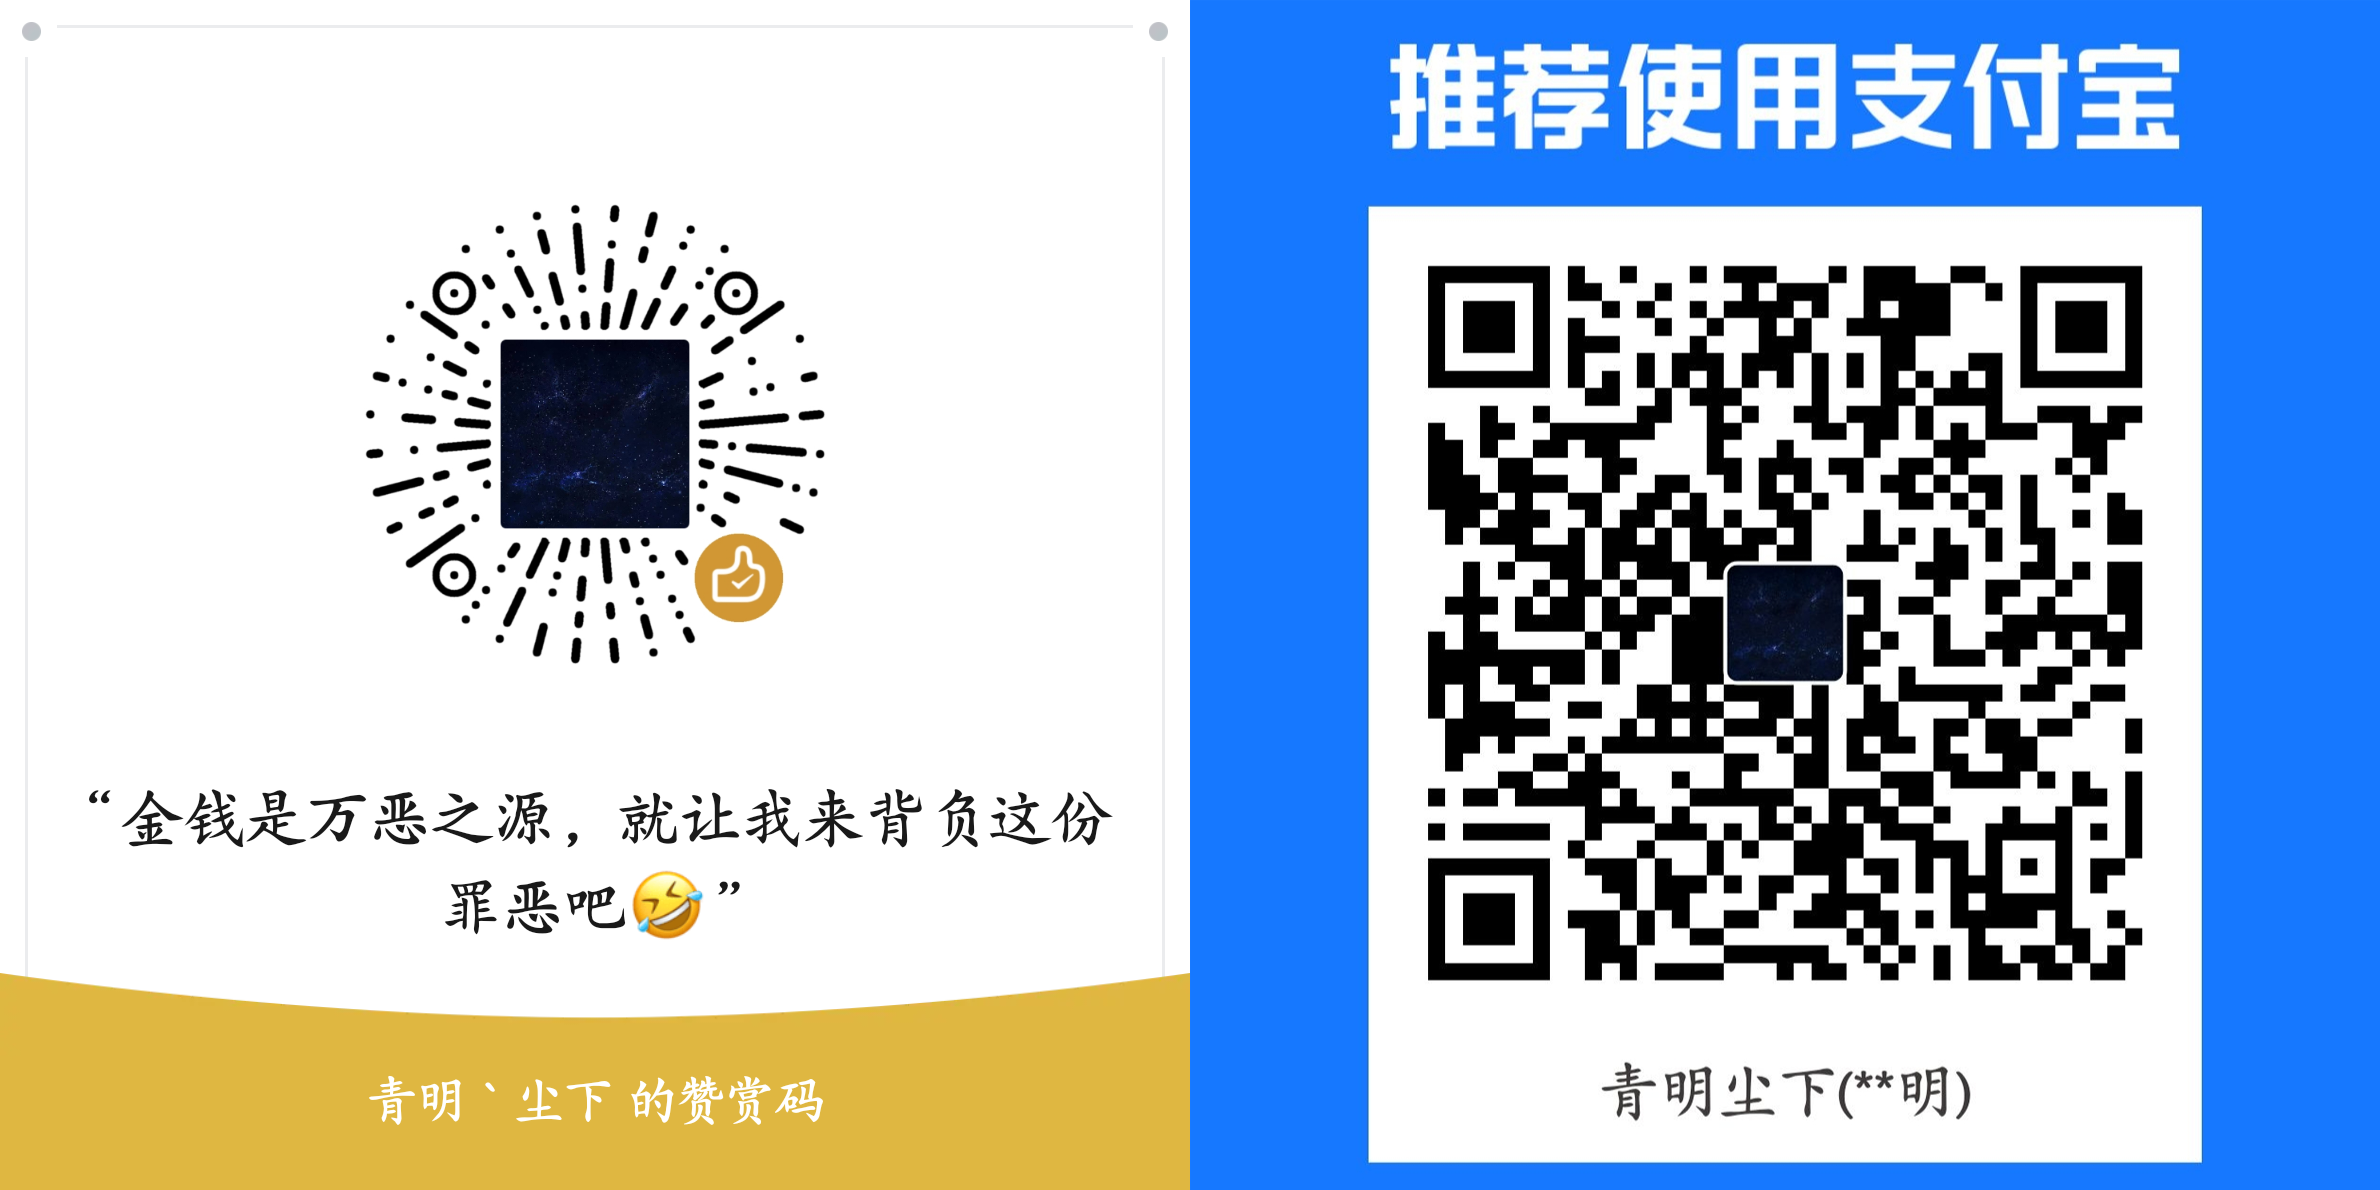 “金钱是万恶之源，就让我来背负这份
罪恶吧🤣”
青明｀尘下 的赞赏码
推荐使用支付宝
青明尘下(**明)